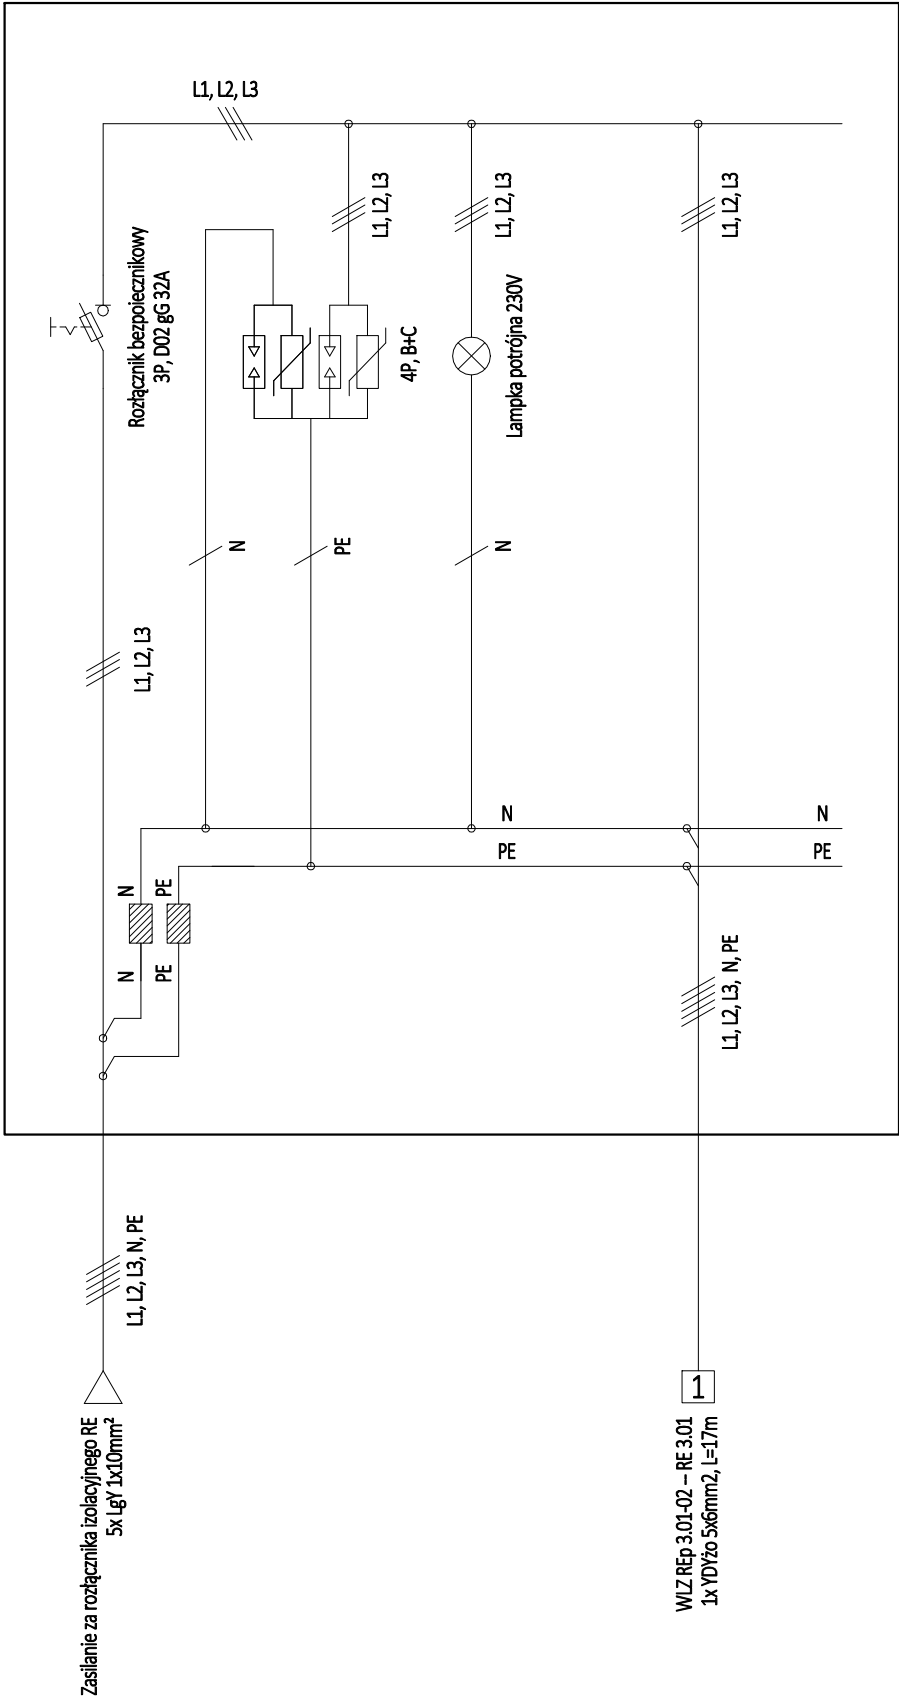 L1, L2, L3
Rozłącznik bezpoiecznikowy
3P, D02 gG 32A
L1, L2, L3
L1, L2, L3
L1, L2, L3
4P, B+C
Lampka potrójna 230V
N
PE
N
L1, L2, L3
N
N
PE
PE
N
PE
N
PE
L1, L2, L3, N, PE
L1, L2, L3, N, PE
Zasilanie za rozłącznika izolacyjnego RE
5x LgY 1x10mm²
1
WLZ REp 3.01-02 – RE 3.01
1x YDYżo 5x6mm2, L=17m